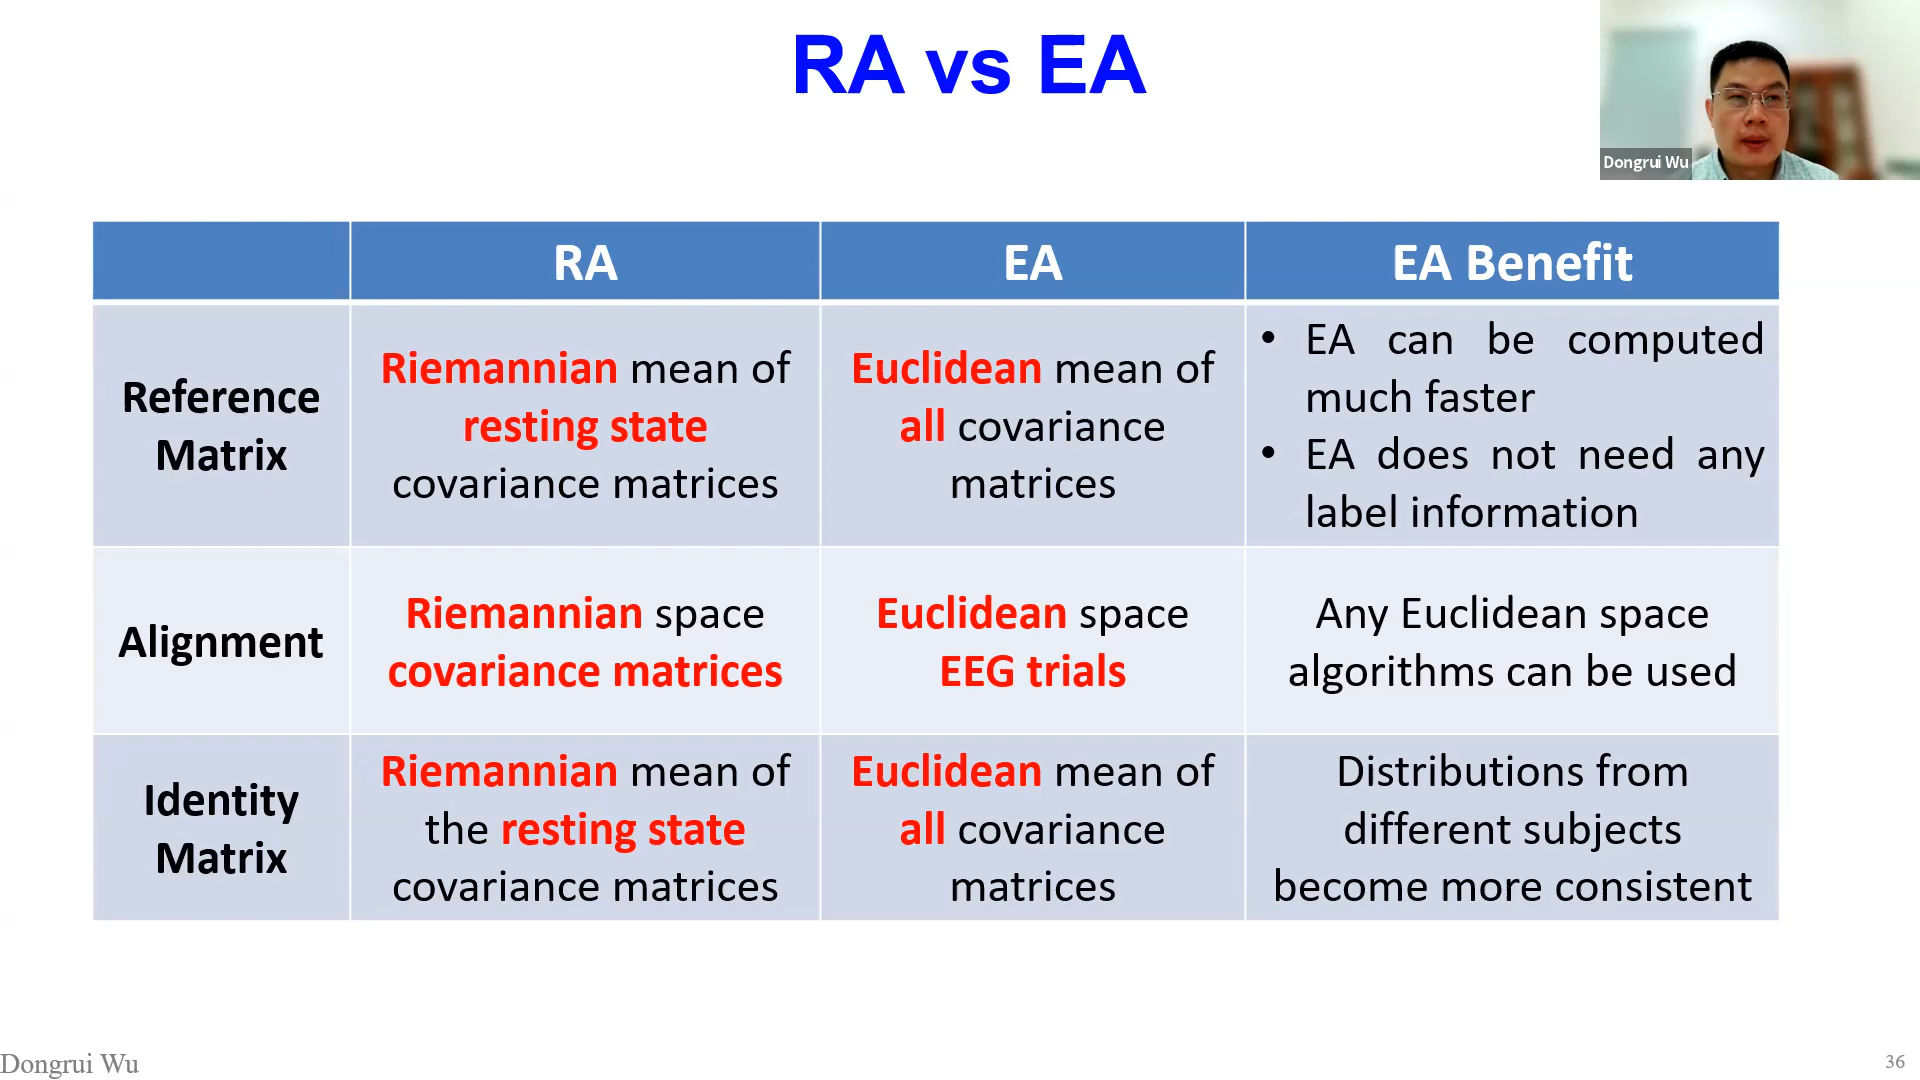 RA vs EA
Dongrui Wu
RA
EA
EA Benefit
Reference
Matrix
Riemannian mean of
resting state
covariance matrices
Euclidean mean of
all covariance
matrices
• EA can be computed
much faster
• EA does not need any
label information
Alignment
Riemannian space
covariance matrices
Euclidean space
EEG trials
Any Euclidean space
algorithms can be used
Identity
Matrix
Riemannian mean of
the resting state
covariance matrices
Euclidean mean of
all covariance
matrices
Distributions from
different subjects
become more consistent
Dongrui Wu
36